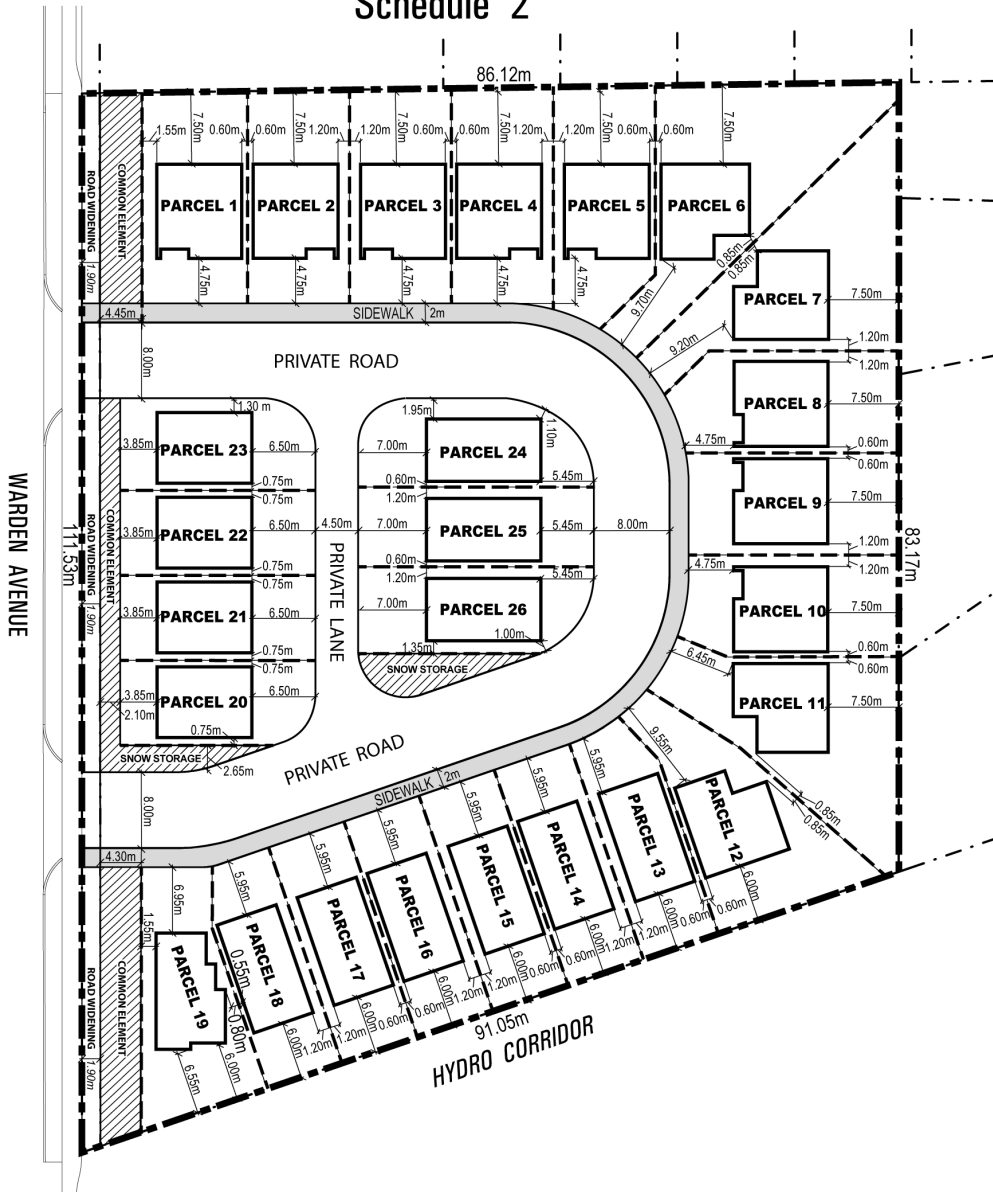 Schedule 2
86.12m
1.55m 7.50m 0.60m 0.60m 7.50m 1.20m 1.20m 7.50m 0.60m 0.60m 7.50m 1.20m 1.20m 7.50m 0.60m 0.60m 7.50m
ROAD WIDENING
1.90m
COMMON ELEMENT
PARCEL 1 PARCEL 2 PARCEL 3 PARCEL 4 PARCEL 5 PARCEL 6
4.75m 4.75m 4.75m 4.75m 4.75m 9.70m
0.85m
0.85m
PARCEL 7 7.50m
4.45m SIDEWALK 2m
8.00m
PRIVATE ROAD
9.20m
1.20m
1.20m
PARCEL 8 7.50m
4.75m
0.60m
0.60m
PARCEL 9 7.50m
1.20m
1.20m
4.75m
PARCEL 10 7.50m
0.60m
0.60m
6.45m
PARCEL 11 7.50m
83.17m
1.30 m
3.85m PARCEL 23 6.50m
0.75m
0.75m
3.85m PARCEL 22 6.50m
0.75m
0.75m
3.85m PARCEL 21 6.50m
0.75m
0.75m
3.85m PARCEL 20 6.50m
2.10m
0.75m
SNOW STORAGE
2.65m
4.50m
PRIVATE LANE
1.95m
1.10m
7.00m PARCEL 24
0.60m
1.20m
5.45m
7.00m PARCEL 25 5.45m
8.00m
0.60m
1.20m
5.45m
7.00m PARCEL 26
1.00m
1.35m
SNOW STORAGE
WARDEN AVENUE
111.53m
ROAD WIDENING
1.90m
COMMON ELEMENT
PRIVATE ROAD
SIDEWALK 2m
8.00m
4.30m
9.55m
0.85m
0.85m
5.95m 5.95m 5.95m 5.95m 5.95m 5.95m
6.95m
1.55m
PARCEL 12
PARCEL 13
PARCEL 14
PARCEL 15
PARCEL 16
PARCEL 17
PARCEL 18
PARCEL 19
0.55m
0.80m
6.55m
6.00m
6.00m 1.20m 1.20m 6.00m 0.60m 0.60m 6.00m 1.20m 1.20m 6.00m 0.60m 0.60m 6.00m 1.20m 1.20m 6.00m 0.60m 0.60m 6.00m
ROAD WIDENING
1.90m
COMMON ELEMENT
91.05m
HYDRO CORRIDOR